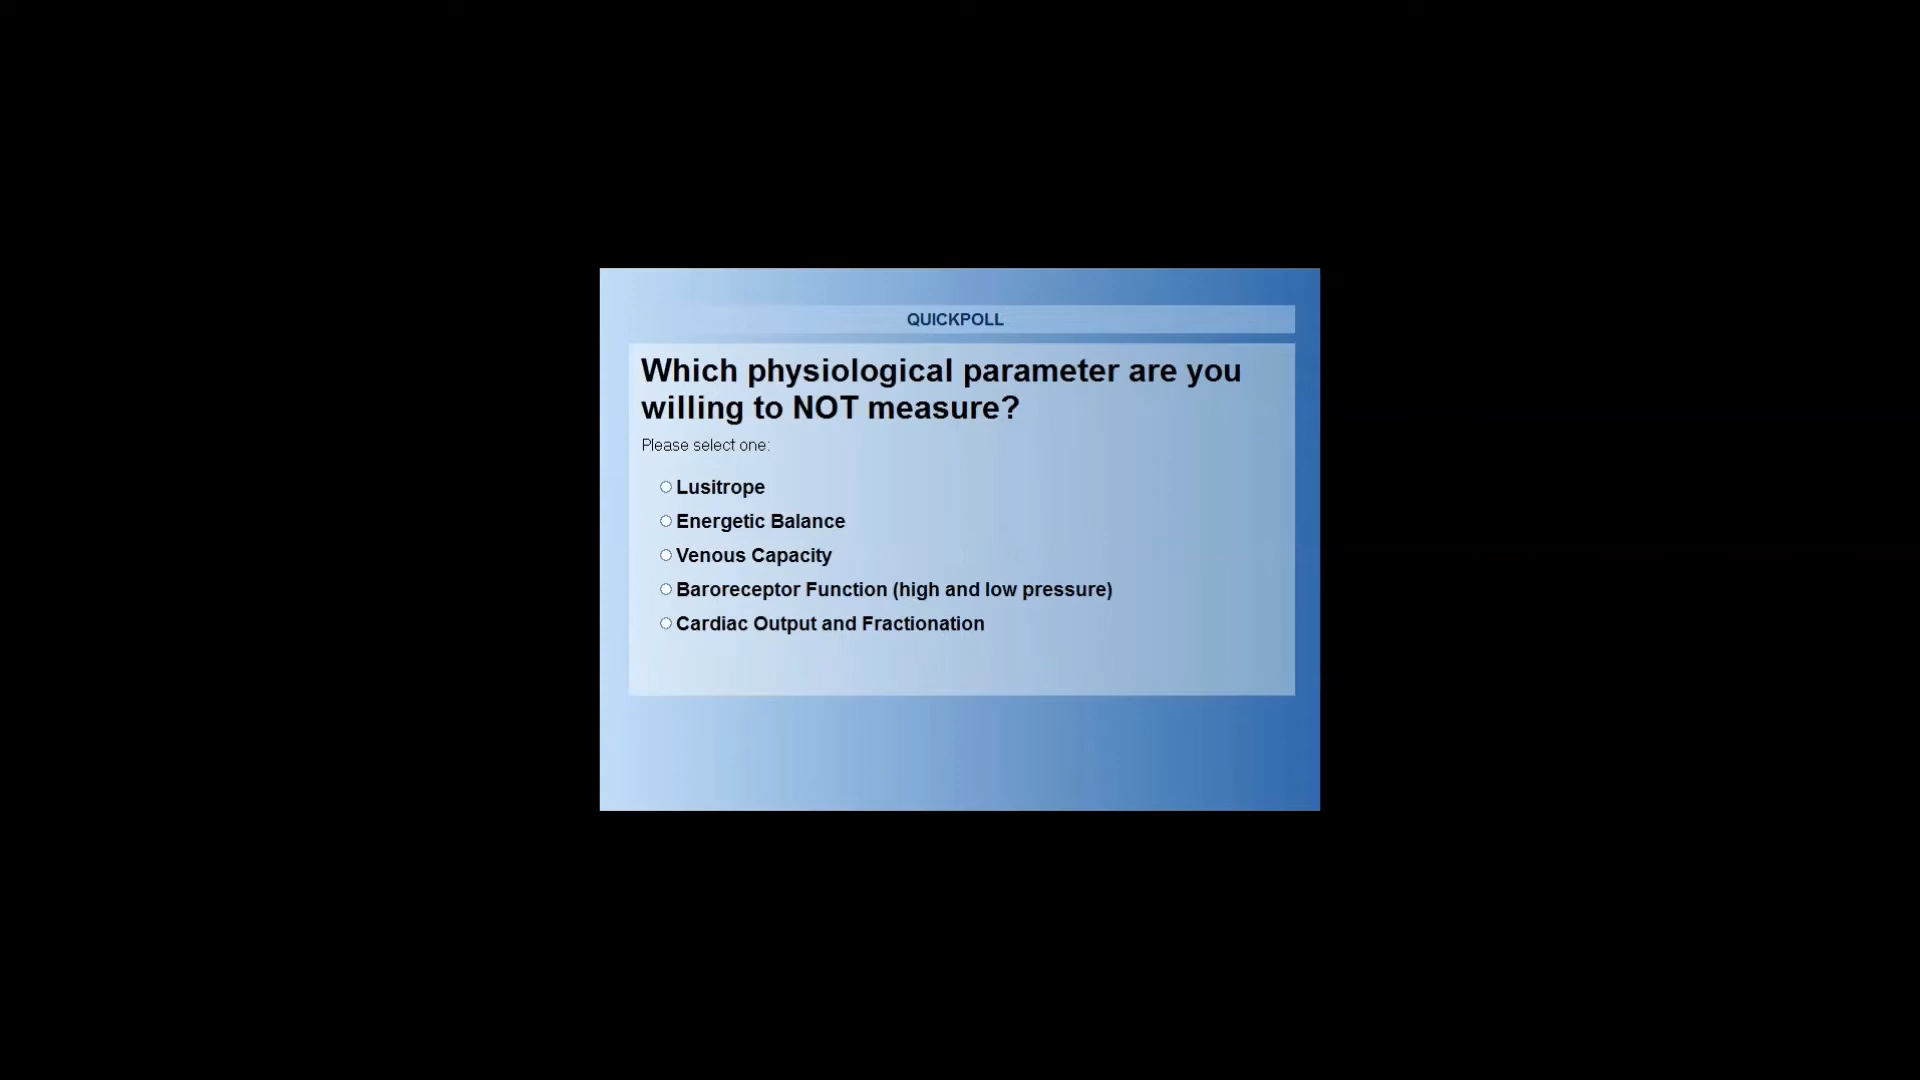 QUICKPOLL
Which physiological parameter are you
willing to NOT measure?
Please select one:
Lusitrope
Energetic Balance
Venous Capacity
Baroreceptor Function (high and low pressure)
Cardiac Output and Fractionation